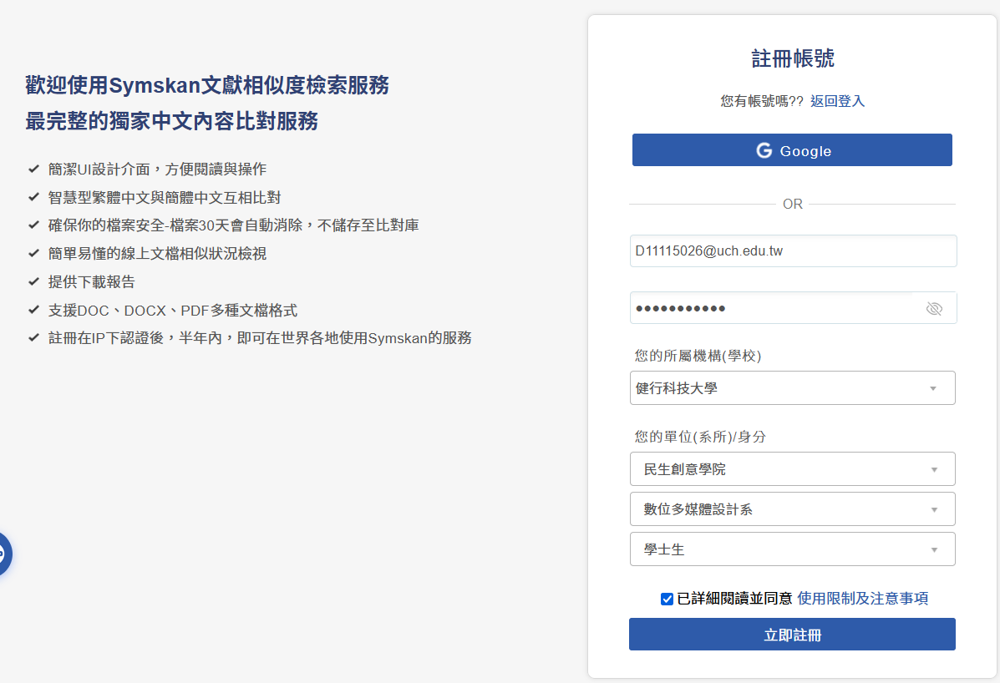 歡迎使用Symskan文獻相似度檢索服務
最完整的獨家中文內容比對服務
簡潔UI設計介面，方便閱讀與操作
智慧型繁體中文與簡體中文互相比對
確保你的檔案安全-檔案30天會自動消除，不儲存至比對庫
簡單易懂的線上文檔相似狀況檢視
提供下載報告
支援DOC、DOCX、PDF多種文檔格式
註冊在IP下認證後，半年內，即可在世界各地使用Symskan的服務
註冊帳號
您有帳號嗎?? 返回登入
Google
OR
D11115026@uch.edu.tw
●●●●●●●●●●●
您的所屬機構(學校)
健行科技大學
您的單位(系所)/身分
民生創意學院
數位多媒體設計系
學士生
已詳細閱讀並同意 使用限制及注意事項
立即註冊